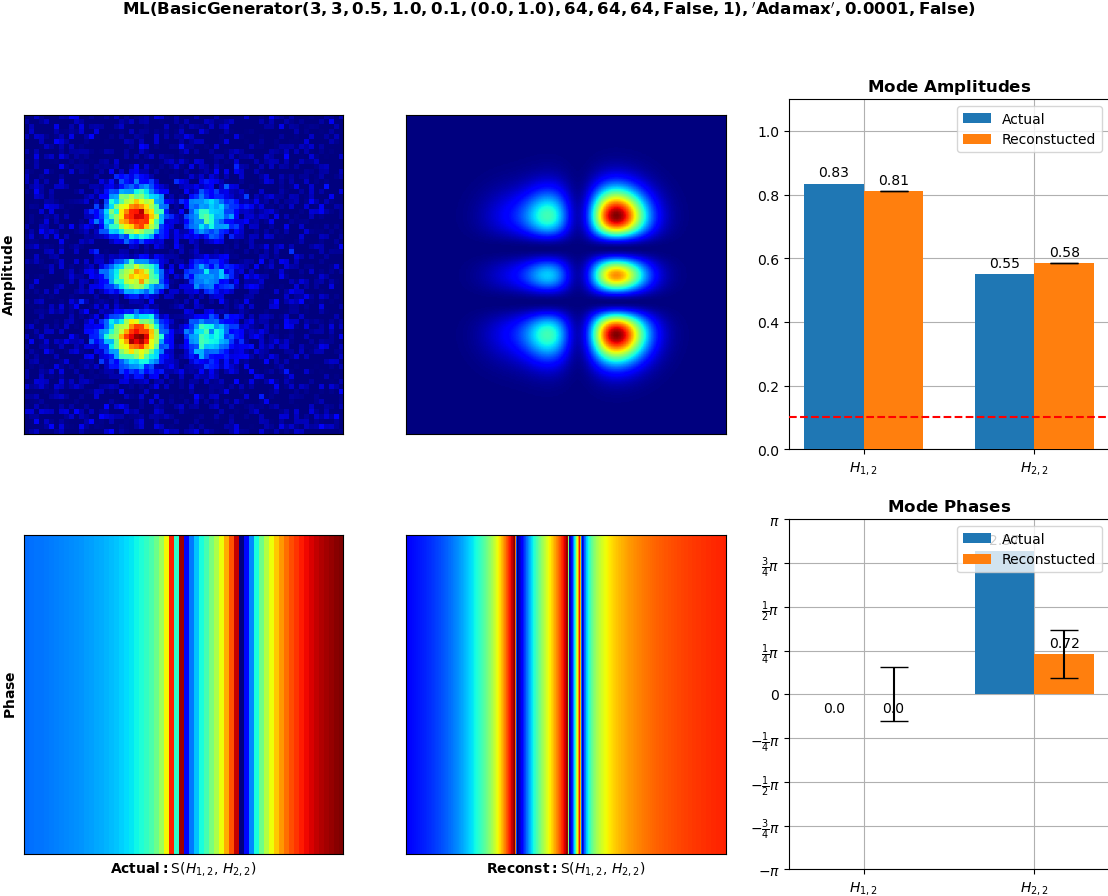 ML(BasicGenerator(3, 3, 0.5, 1.0, 0.1, (0.0, 1.0), 64, 64, 64, False, 1), ′Adamax′, 0.0001, False)
Amplitude
Mode Amplitudes
Actual
Reconstucted
1.0
0.8
0.6
0.4
0.2
0.0
0.83
0.81
0.55
0.58
H1, 2
H2, 2
Phase
Actual: S(H1, 2, H2, 2)
Reconst: S(H1, 2, H2, 2)
Mode Phases
Actual
Reconstucted
π
3/4π
1/2π
1/4π
0
−1/4π
−1/2π
−3/4π
−π
0.0
0.0
0.72
H1, 2
H2, 2